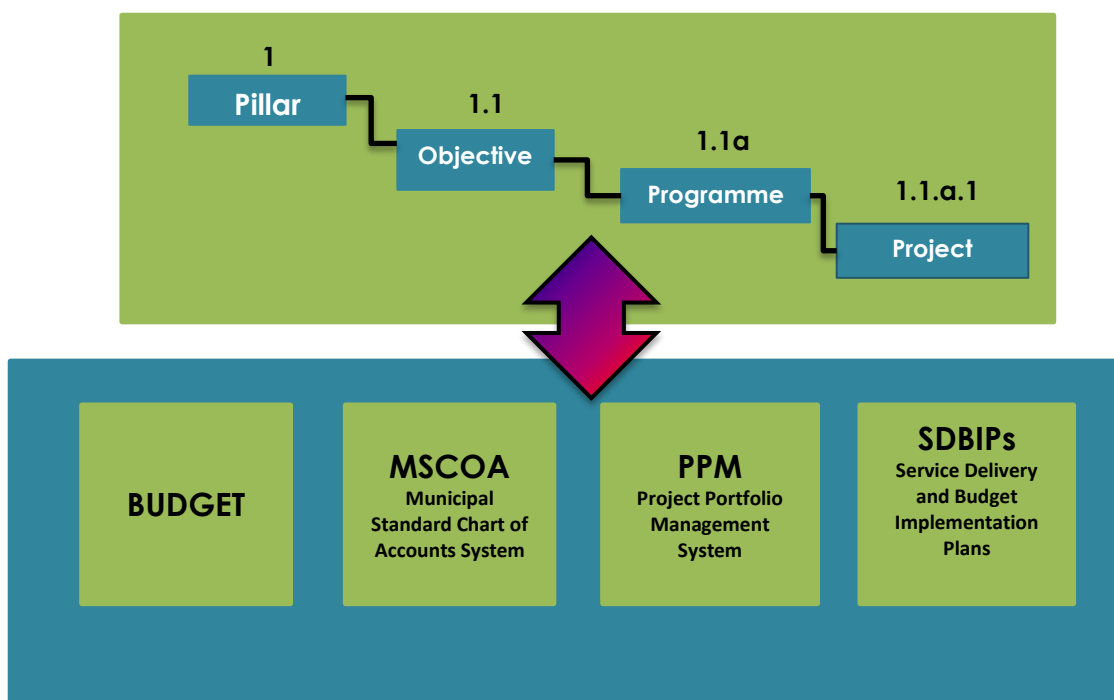 1
Pillar
1.1
Objective
1.1a
Programme
1.1.a.1
Project
BUDGET
MSCOA
Municipal
Standard Chart of
Accounts System
PPM
Project Portfolio
Management
System
SDBIPs
Service Delivery
and Budget
Implementation
Plans